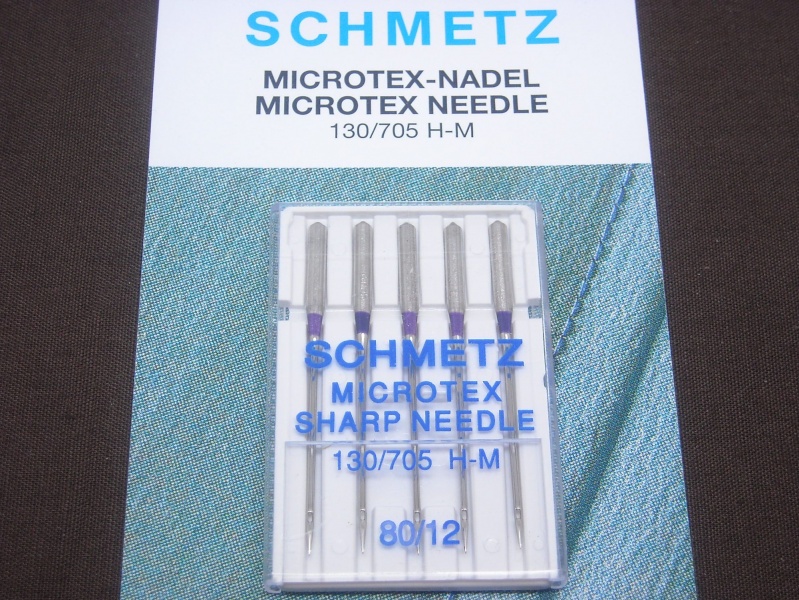 SCHMETZ
MICROTEX-NADEL
MICROTEX NEEDLE
130/705 H-M
SCHMETZ
MICROTEX
SHARP NEEDLE
130/705 H-M
80/12